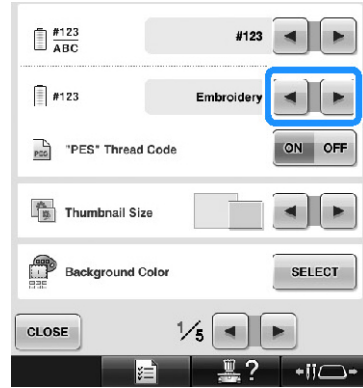 #123
ABC
#123
#123
Embroidery
"PES" Thread Code
ON OFF
Thumbnail Size
Background Color
SELECT
CLOSE
1/5
?